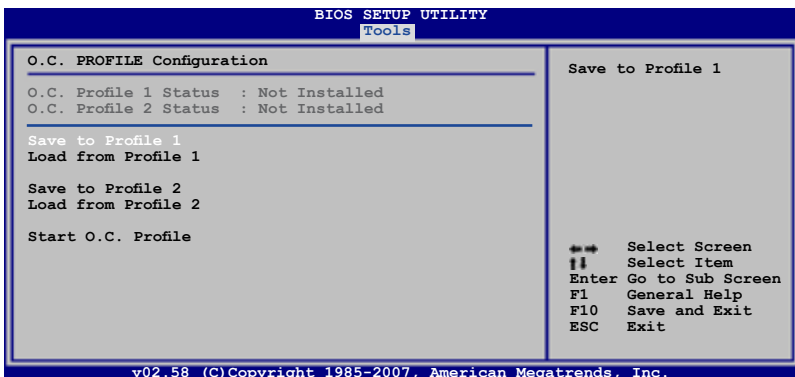 BIOS SETUP UTILITY
Tools
O.C. PROFILE Configuration
O.C. Profile 1 Status : Not Installed
O.C. Profile 2 Status : Not Installed
Save to Profile 1
Load from Profile 1
Save to Profile 2
Load from Profile 2
Start O.C. Profile
Save to Profile 1
Select Screen
Select Item
Enter Go to Sub Screen
F1 General Help
F10 Save and Exit
ESC Exit
v02.58 (C)Copyright 1985-2007, American Megatrends, Inc.